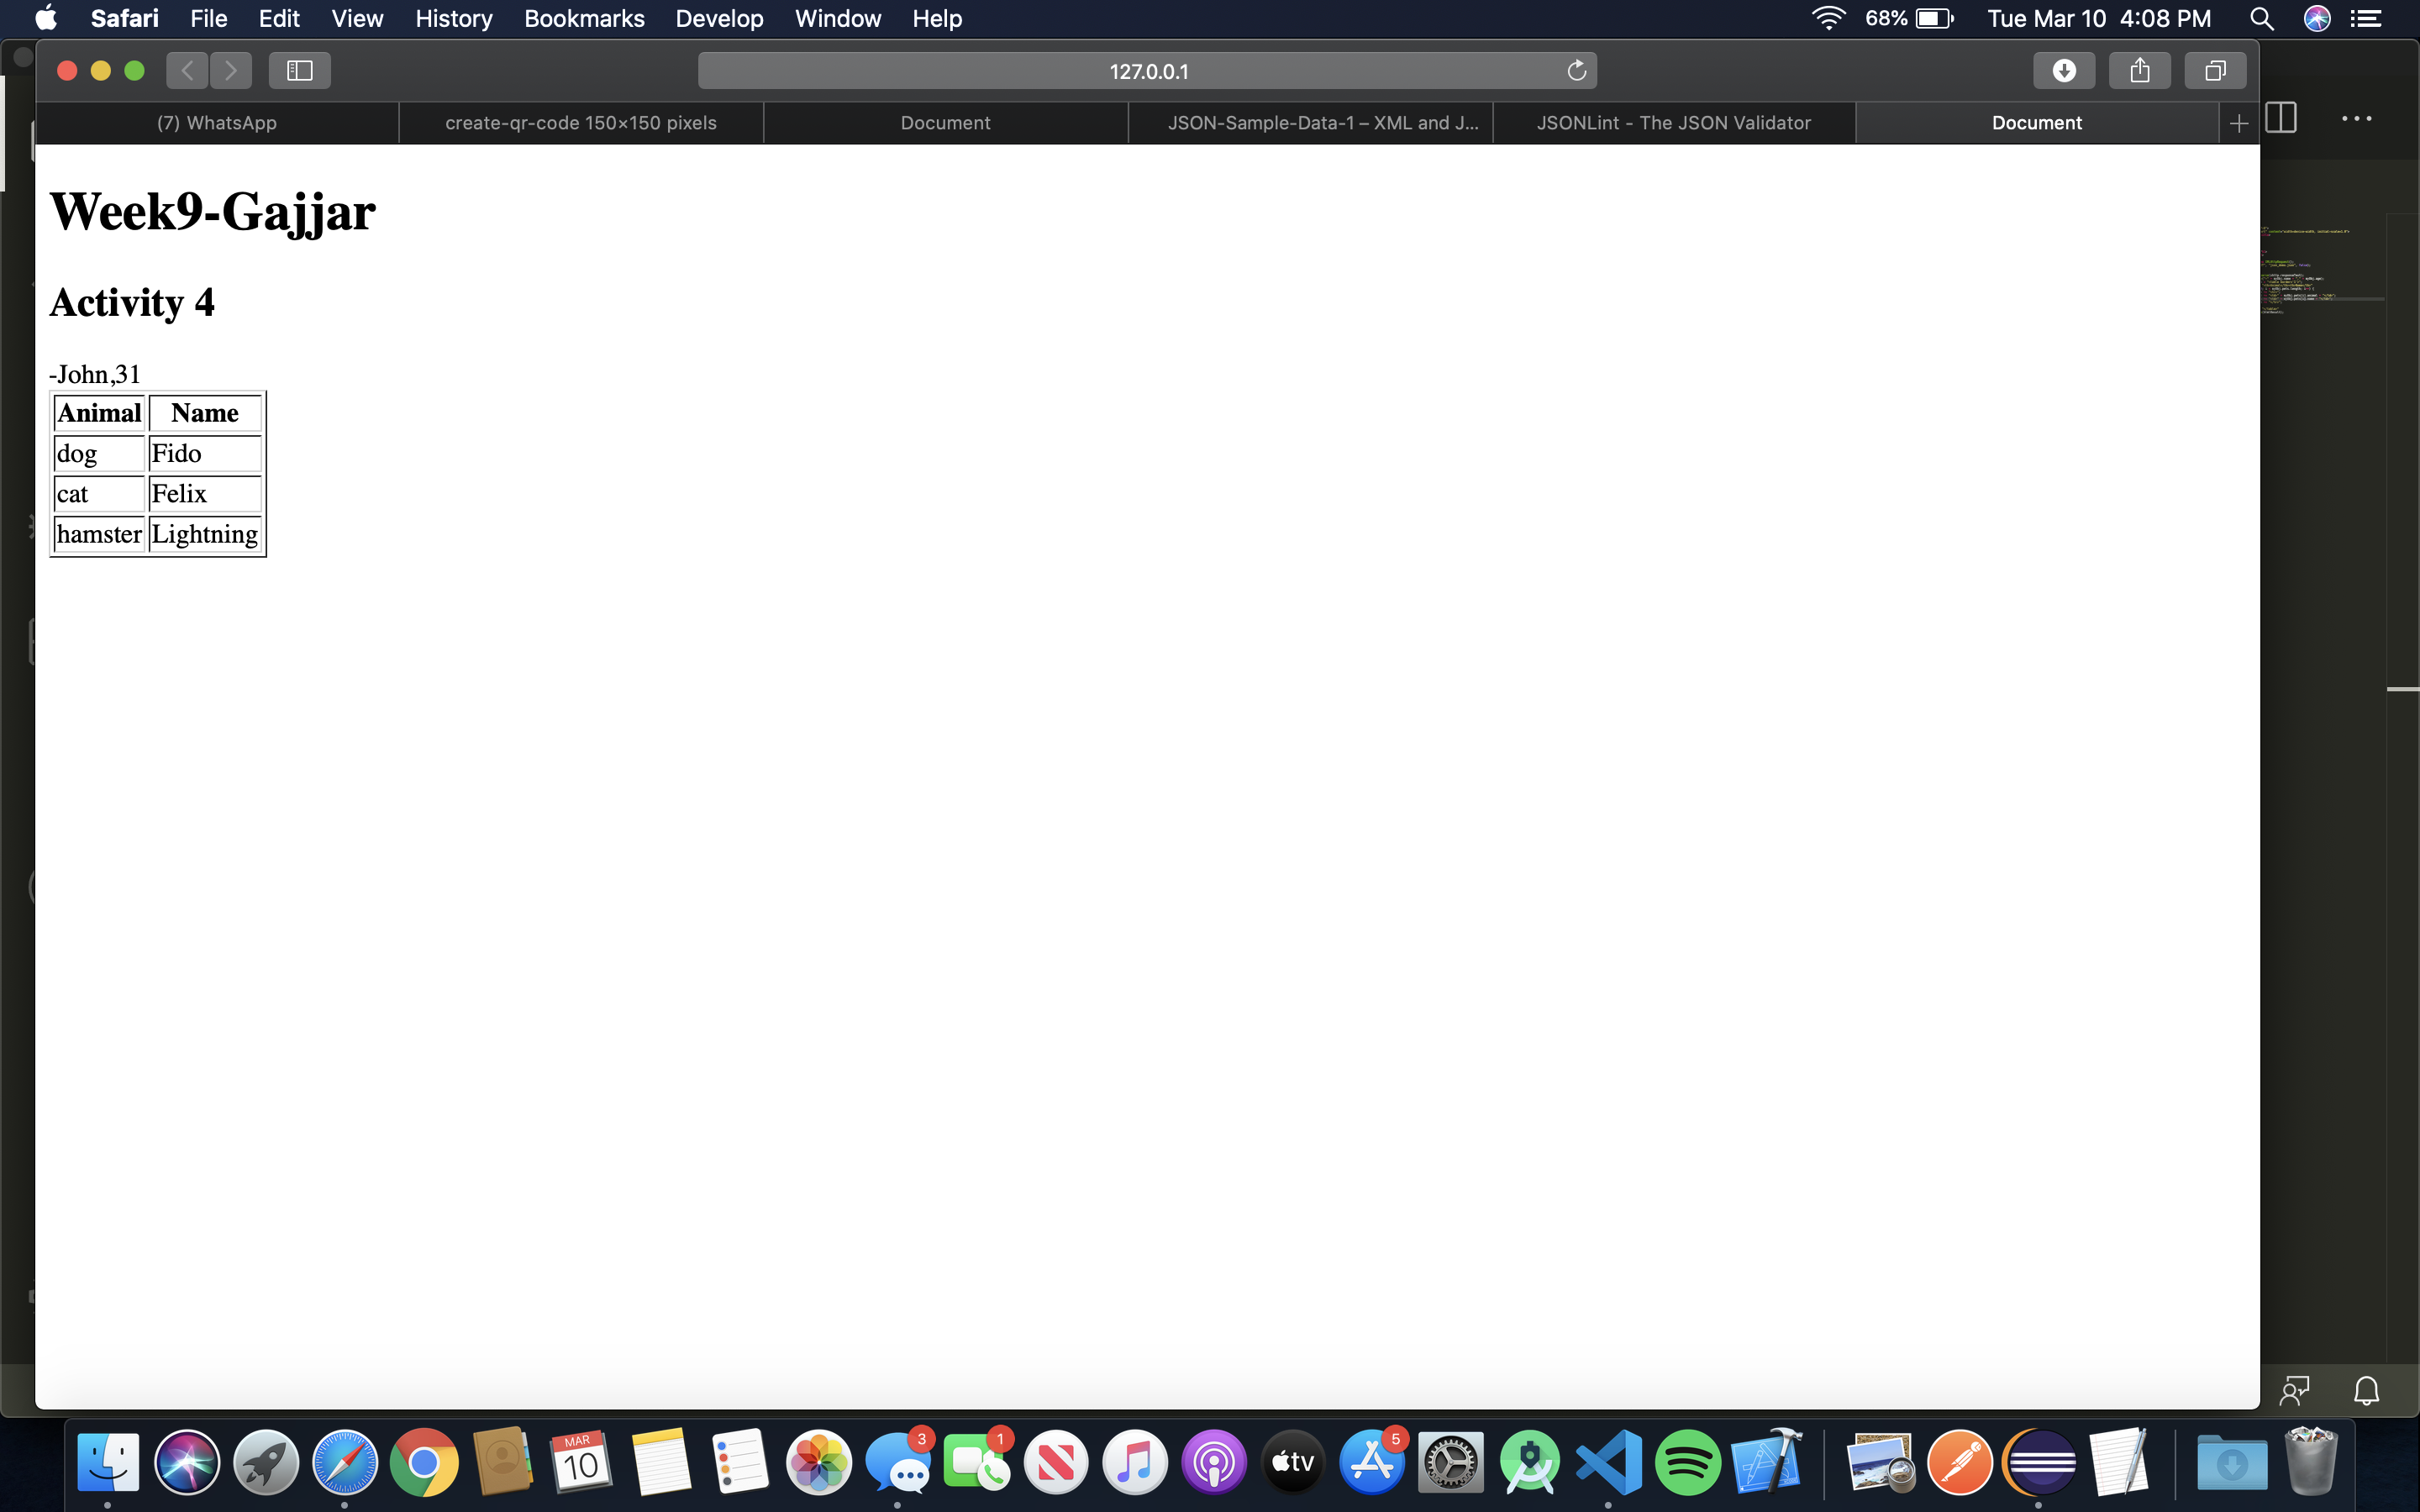 Safari File Edit View History Bookmarks Develop Window Help 68% Tue Mar 10 4:08 PM
127.0.0.1
(7) WhatsApp create-qr-code 150×150 pixels Document JSON-Sample-Data-1 – XML and J... JSONLint - The JSON Validator Document
Week9-Gajjar
Activity 4
-John,31
Animal Name
dog Fido
cat Felix
hamster Lightning
MAR 3 1 5
10 tv